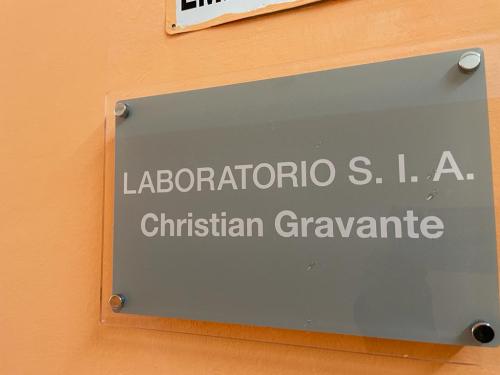 LABORATORIO S. I. A.
Christian Gravante